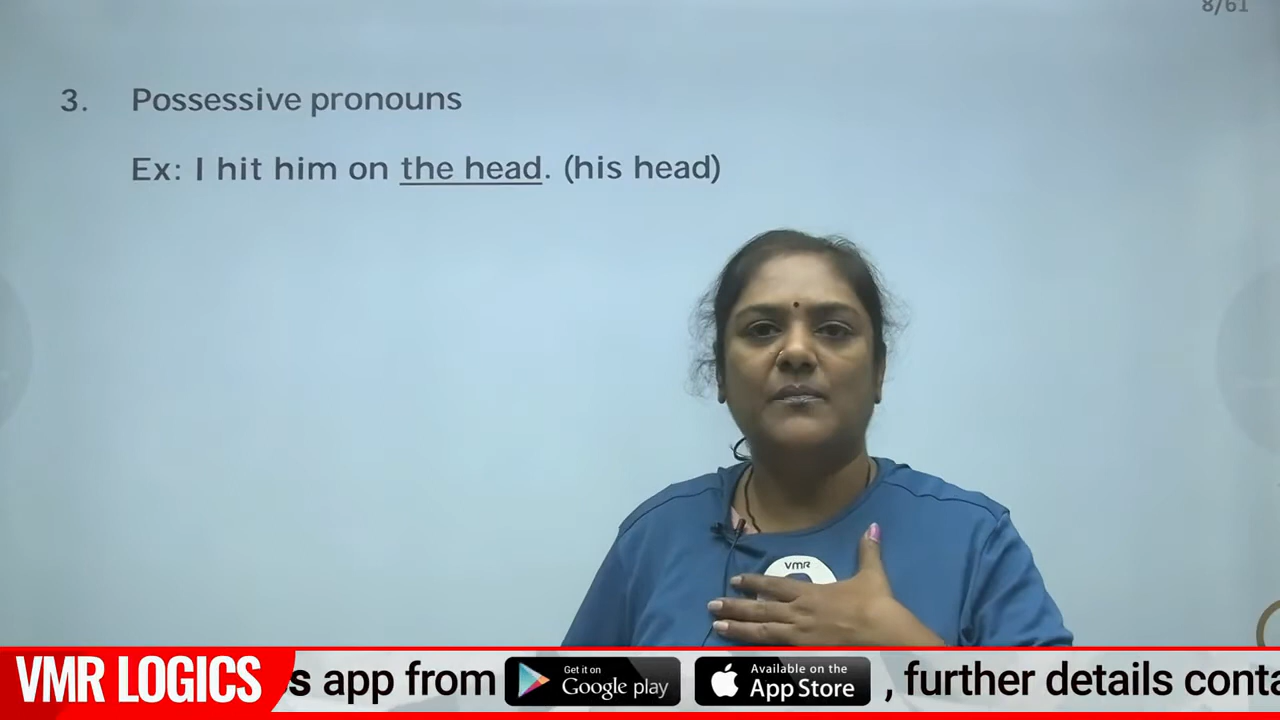 8/61
3. Possessive pronouns
Ex: I hit him on the head. (his head)
VMR
VMR LOGICS
s app from
Get it on
Google play
Available on the
App Store
, further details conta